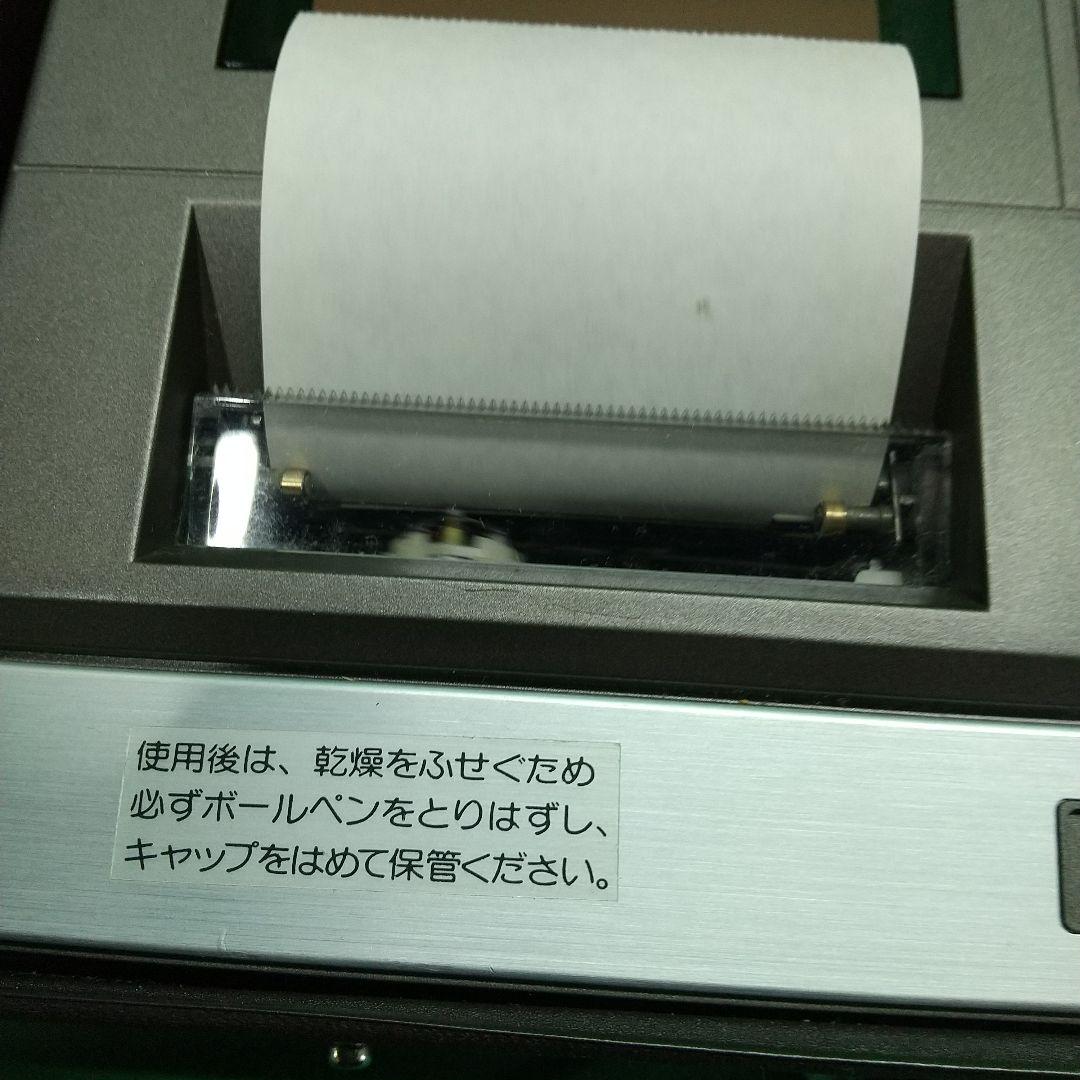 使用後は、乾燥をふせぐため
必ずボールペンをとりはずし、
キャップをはめて保管ください。